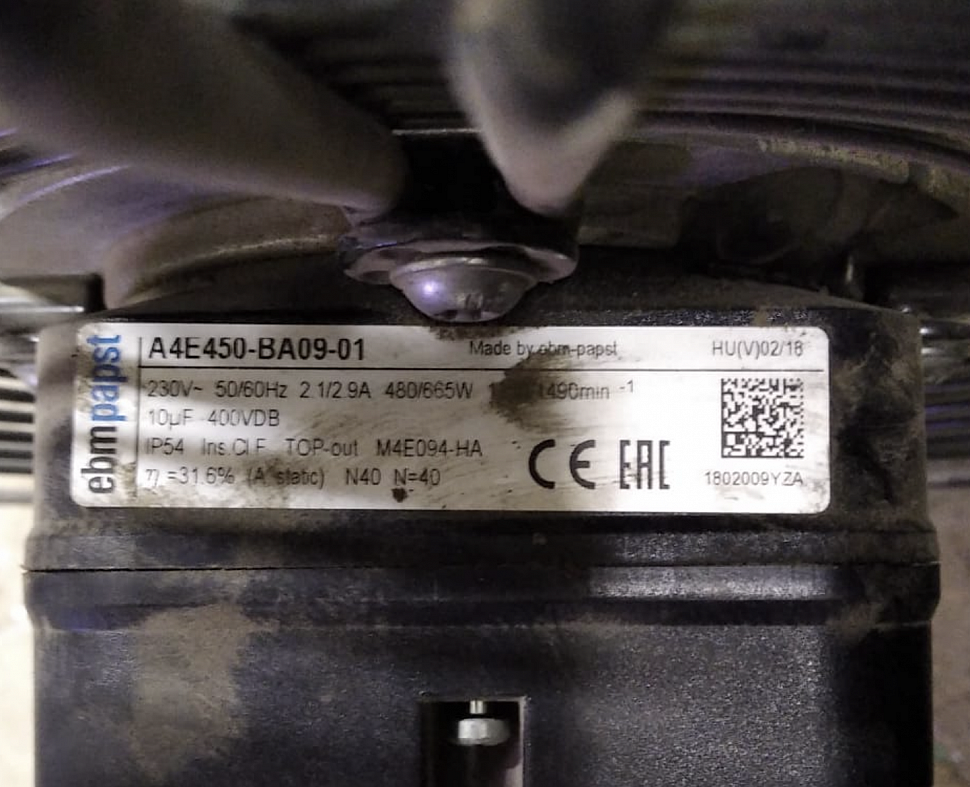 ebmpapst
A4E450-BA09-01 Made by ebm-papst HU(V)02/18
230V~ 50/60Hz 2.1/2.9A 480/665W 1490min⁻¹
10µF 400VDB
IP54 Ins.Cl.F TOP-out M4E094-HA
η =31.6% (A static) N40 N=40
CE EAC
1802009YZA